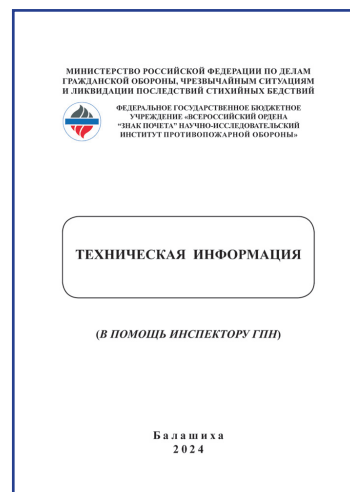 МИНИСТЕРСТВО РОССИЙСКОЙ ФЕДЕРАЦИИ ПО ДЕЛАМ
ГРАЖДАНСКОЙ ОБОРОНЫ, ЧРЕЗВЫЧАЙНЫМ СИТУАЦИЯМ
И ЛИКВИДАЦИИ ПОСЛЕДСТВИЙ СТИХИЙНЫХ БЕДСТВИЙ
ФЕДЕРАЛЬНОЕ ГОСУДАРСТВЕННОЕ БЮДЖЕТНОЕ
УЧРЕЖДЕНИЕ «ВСЕРОССИЙСКИЙ ОРДЕНА
"ЗНАК ПОЧЕТА" НАУЧНО-ИССЛЕДОВАТЕЛЬСКИЙ
ИНСТИТУТ ПРОТИВОПОЖАРНОЙ ОБОРОНЫ»
ТЕХНИЧЕСКАЯ ИНФОРМАЦИЯ
(В ПОМОЩЬ ИНСПЕКТОРУ ГПН)
Балашиха
2024